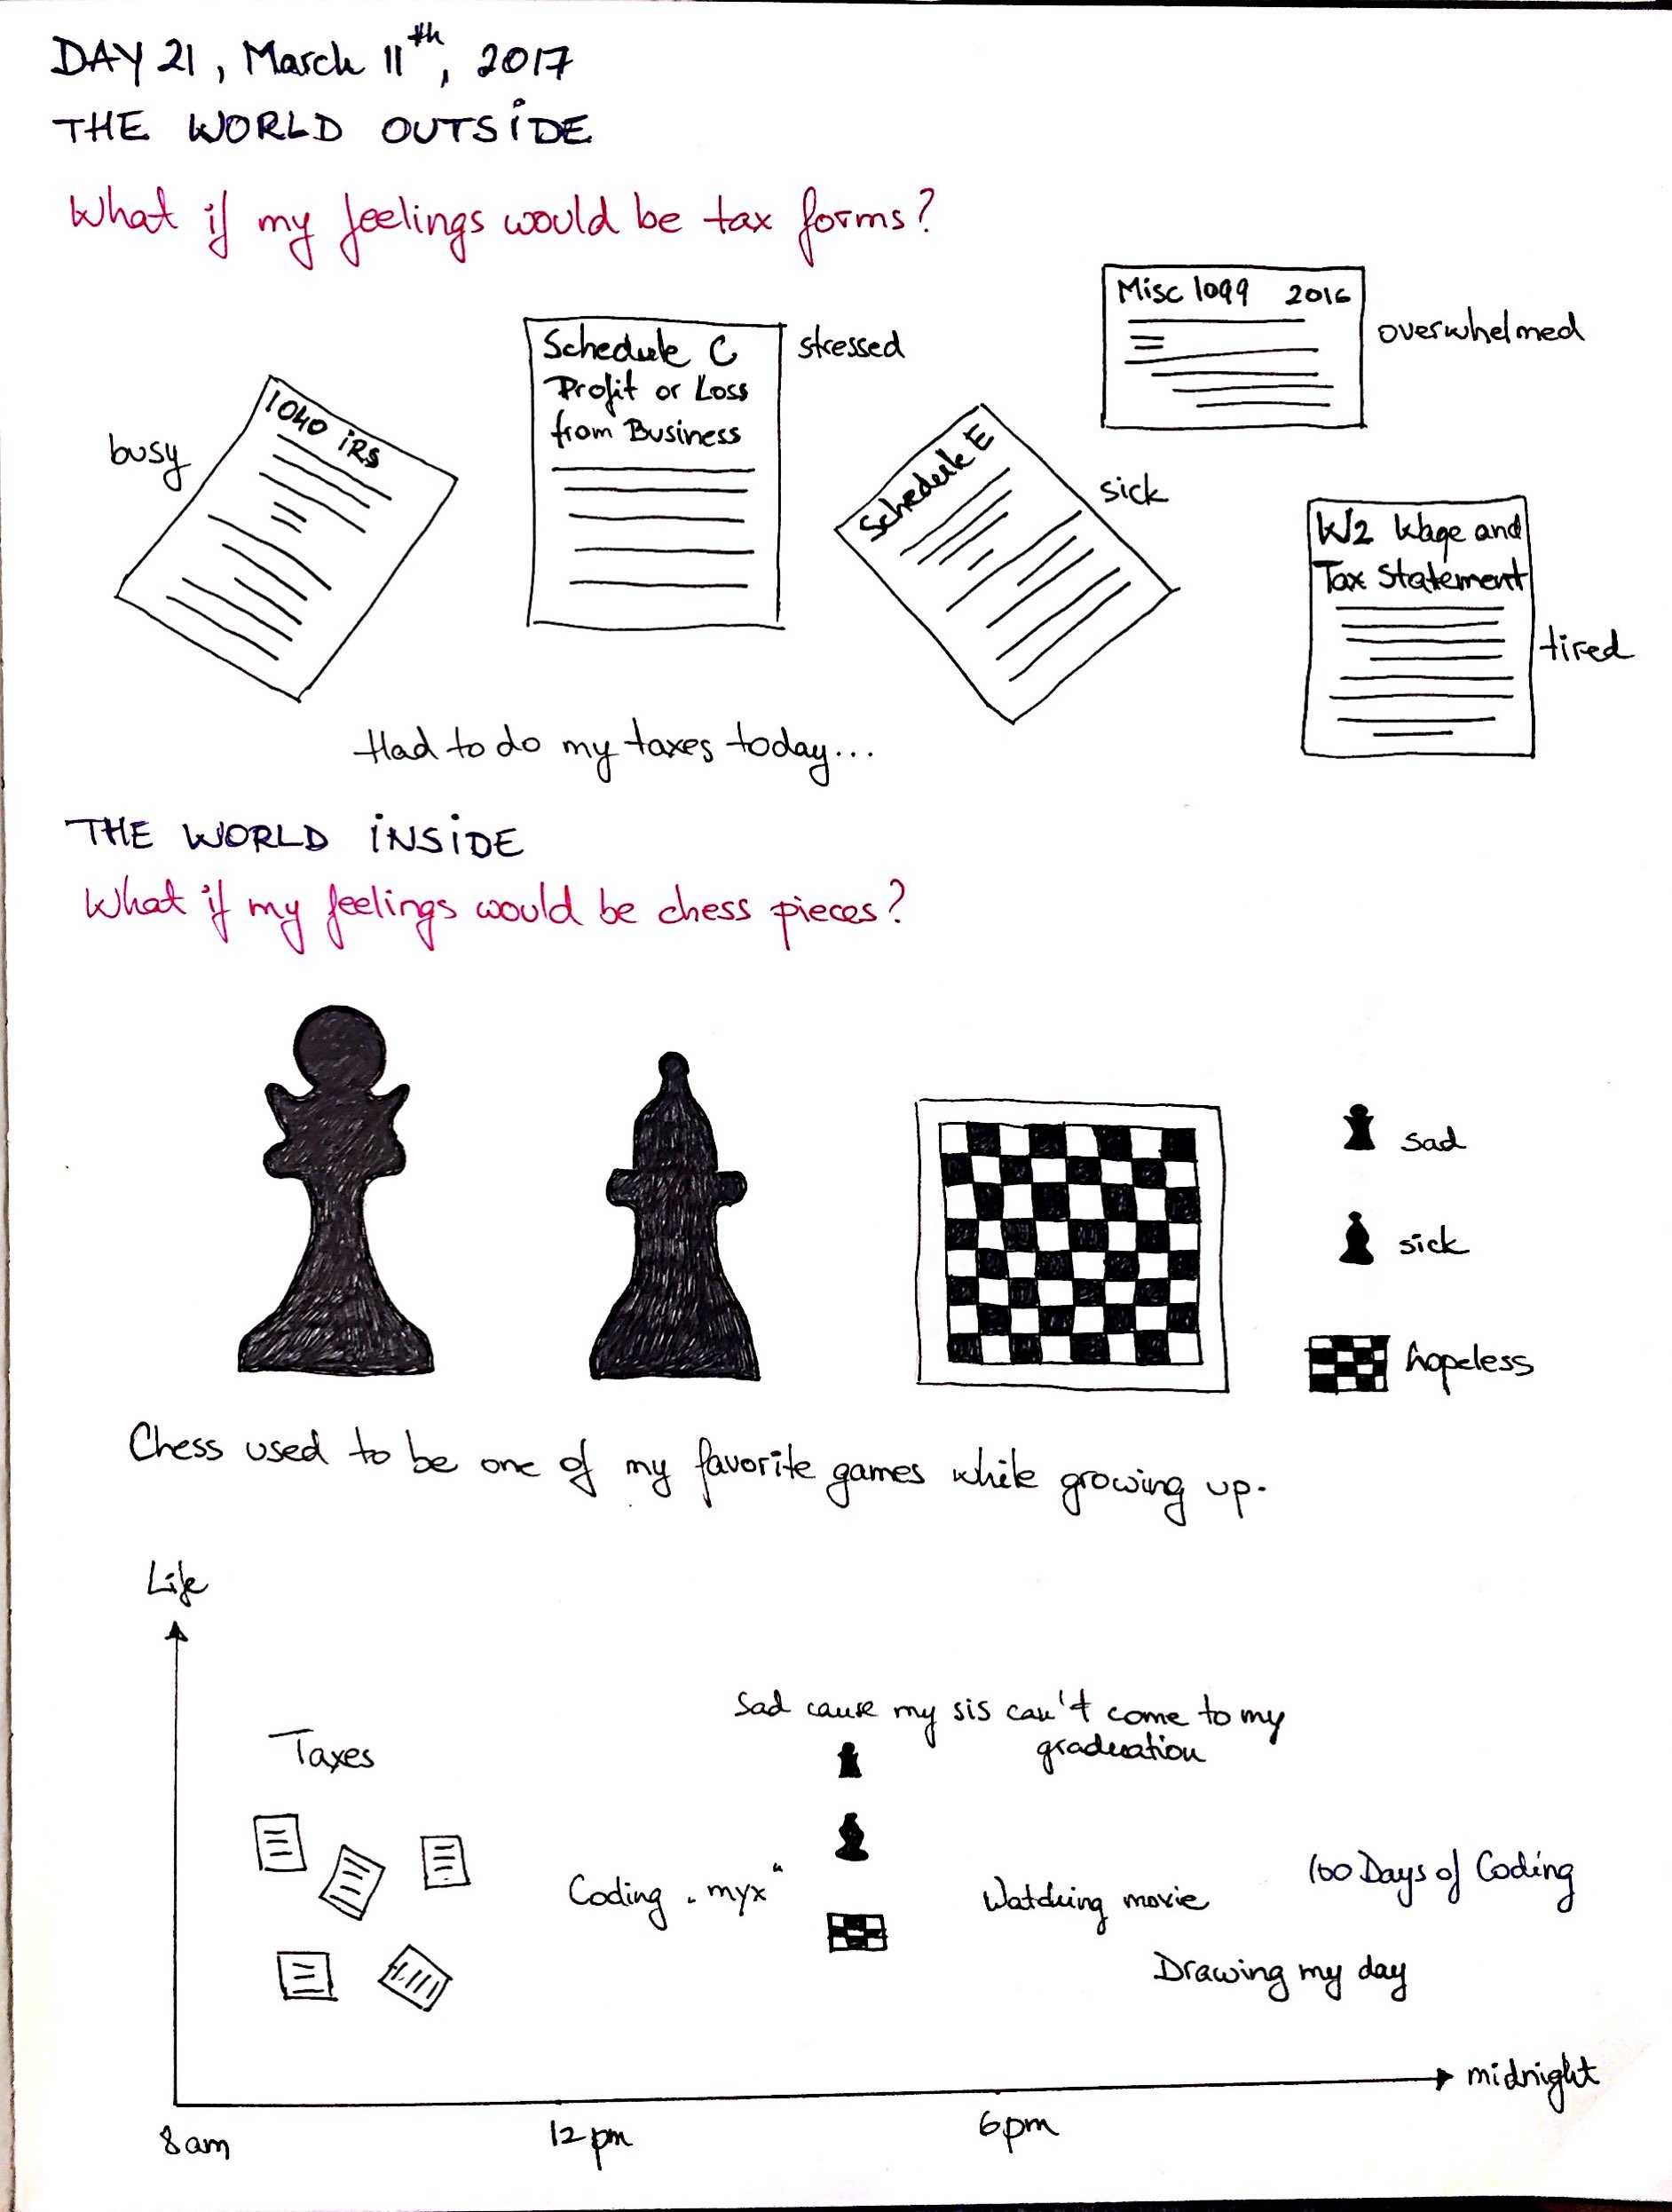 DAY 21, March 11th, 2017
THE WORLD OUTSIDE
What if my feelings would be tax forms?
busy
1040 IRS
Schedule C
Profit or Loss
from Business
stressed
Schedule E
sick
Misc 1099 2016
overwhelmed
W2 Wage and
Tax Statement
tired
Had to do my taxes today...
THE WORLD INSIDE
What if my feelings would be chess pieces?
sad
sick
hopeless
Chess used to be one of my favorite games while growing up.
Life
Sad cause my sis can't come to my
graduation
Taxes
Coding "myx"
Watching movie
100 Days of Coding
Drawing my day
midnight
8am
12pm
6pm